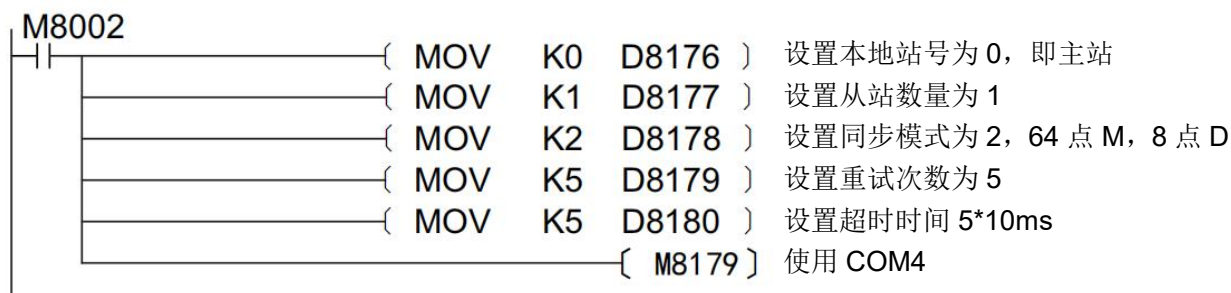 M8002
MOV K0 D8176 设置本地站号为 0，即主站
MOV K1 D8177 设置从站数量为 1
MOV K2 D8178 设置同步模式为 2，64 点 M，8 点 D
MOV K5 D8179 设置重试次数为 5
MOV K5 D8180 设置超时时间 5*10ms
M8179 使用 COM4